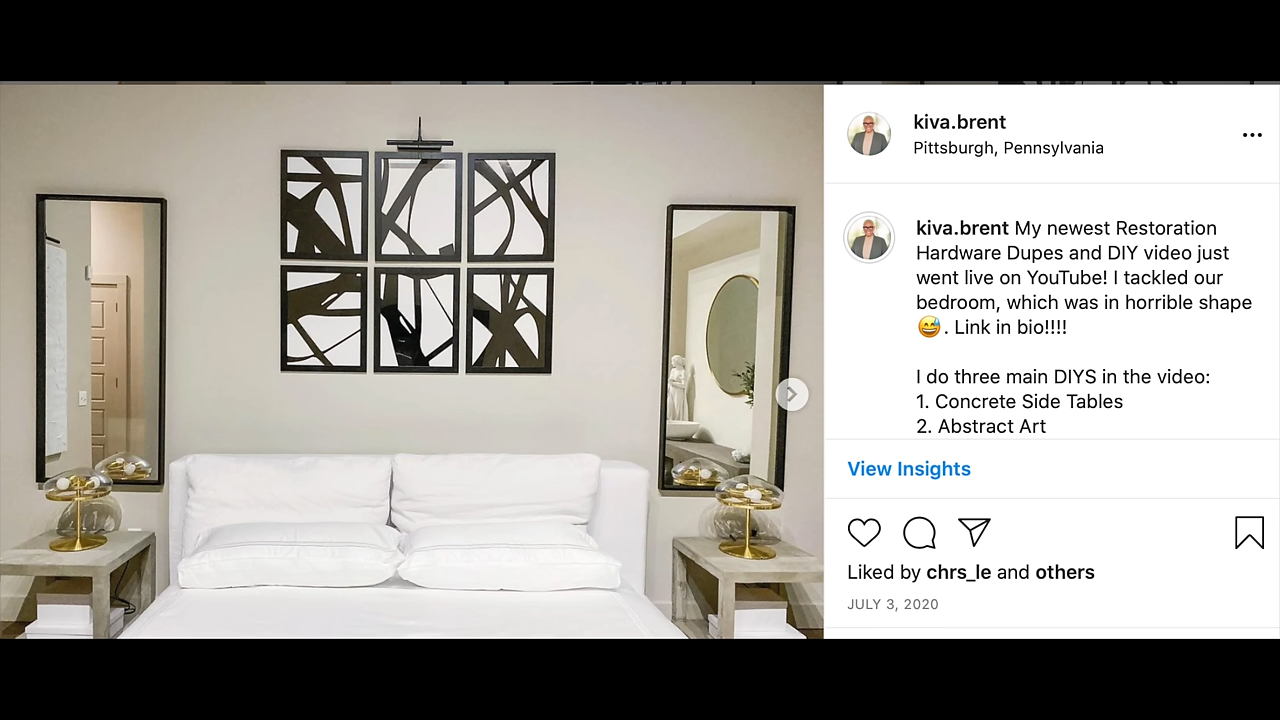 kiva.brent
Pittsburgh, Pennsylvania
kiva.brent My newest Restoration
Hardware Dupes and DIY video just
went live on YouTube! I tackled our
bedroom, which was in horrible shape
😅. Link in bio!!!!
I do three main DIYS in the video:
1. Concrete Side Tables
2. Abstract Art
View Insights
Liked by chrs_le and others
JULY 3, 2020